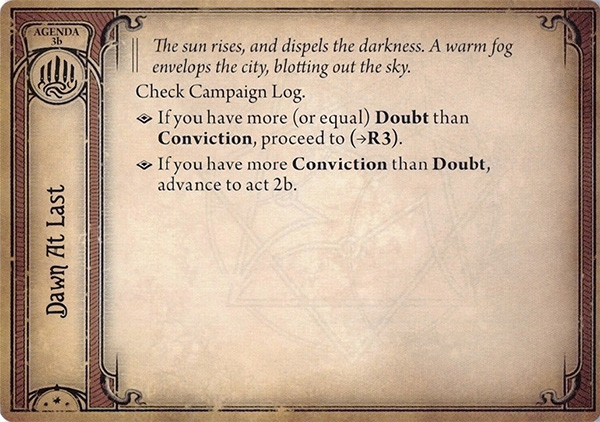 AGENDA
3b
Dawn At Last
The sun rises, and dispels the darkness. A warm fog
envelops the city, blotting out the sky.
Check Campaign Log.
If you have more (or equal) Doubt than
Conviction, proceed to (→R3).
If you have more Conviction than Doubt,
advance to act 2b.